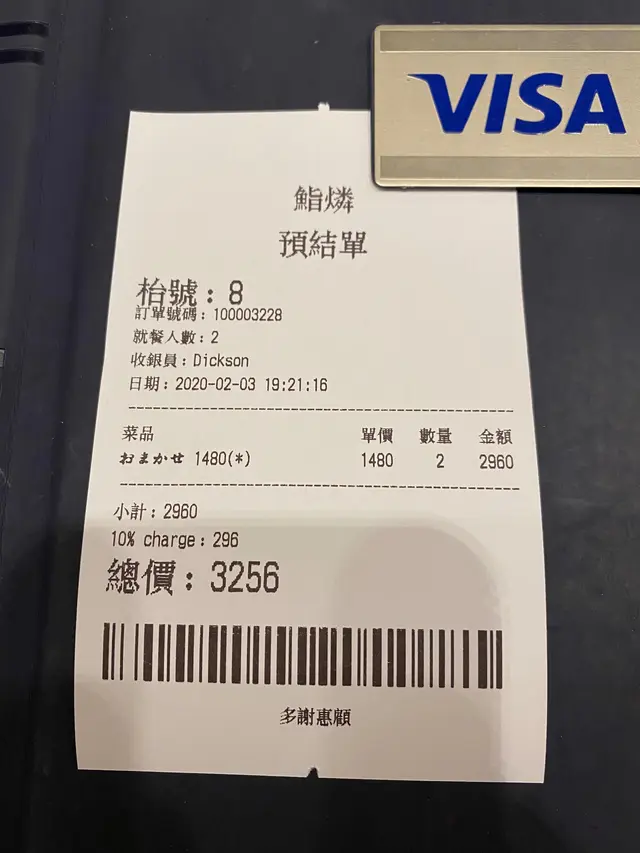 VISA
鮨燐
預結單
枱號：8
訂單號碼：100003228
就餐人數：2
收銀員：Dickson
日期：2020-02-03 19:21:16
菜品 單價 數量 金額
おまかせ 1480(*) 1480 2 2960
小計：2960
10% charge：296
總價：3256
多謝惠顧